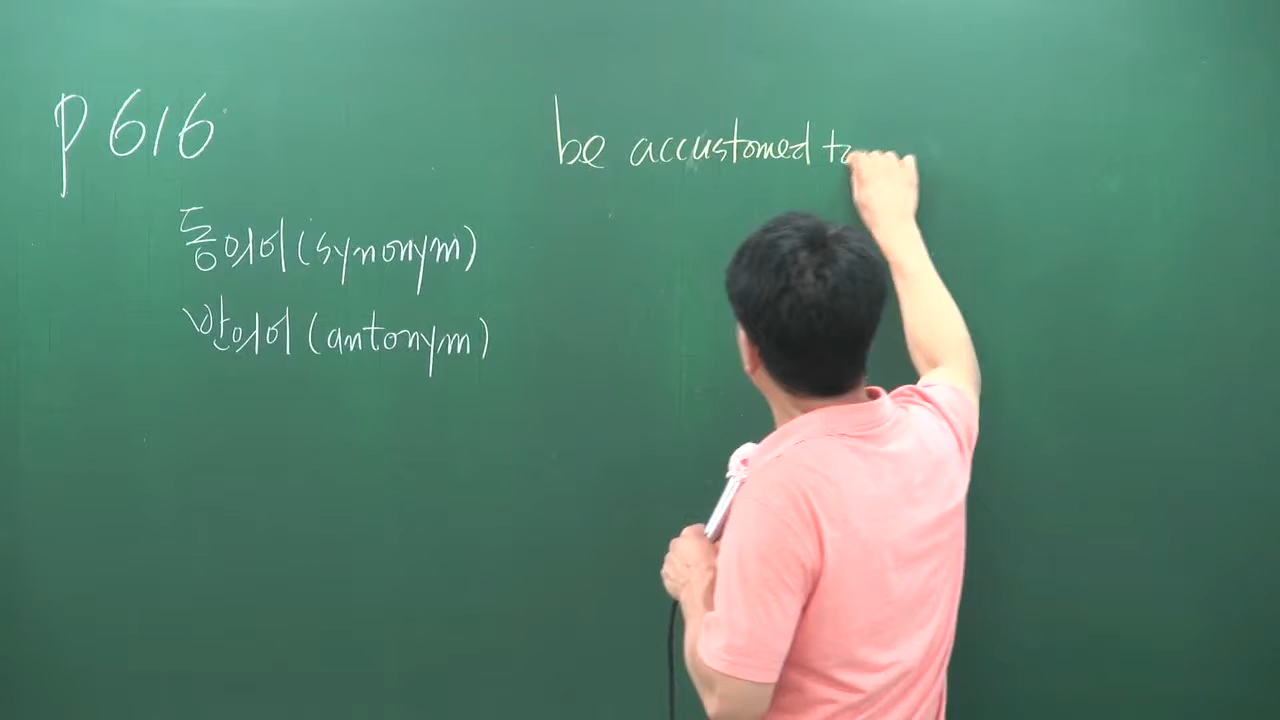 p 616
동의어(synonym)
반의어(antonym)
be accustomed to